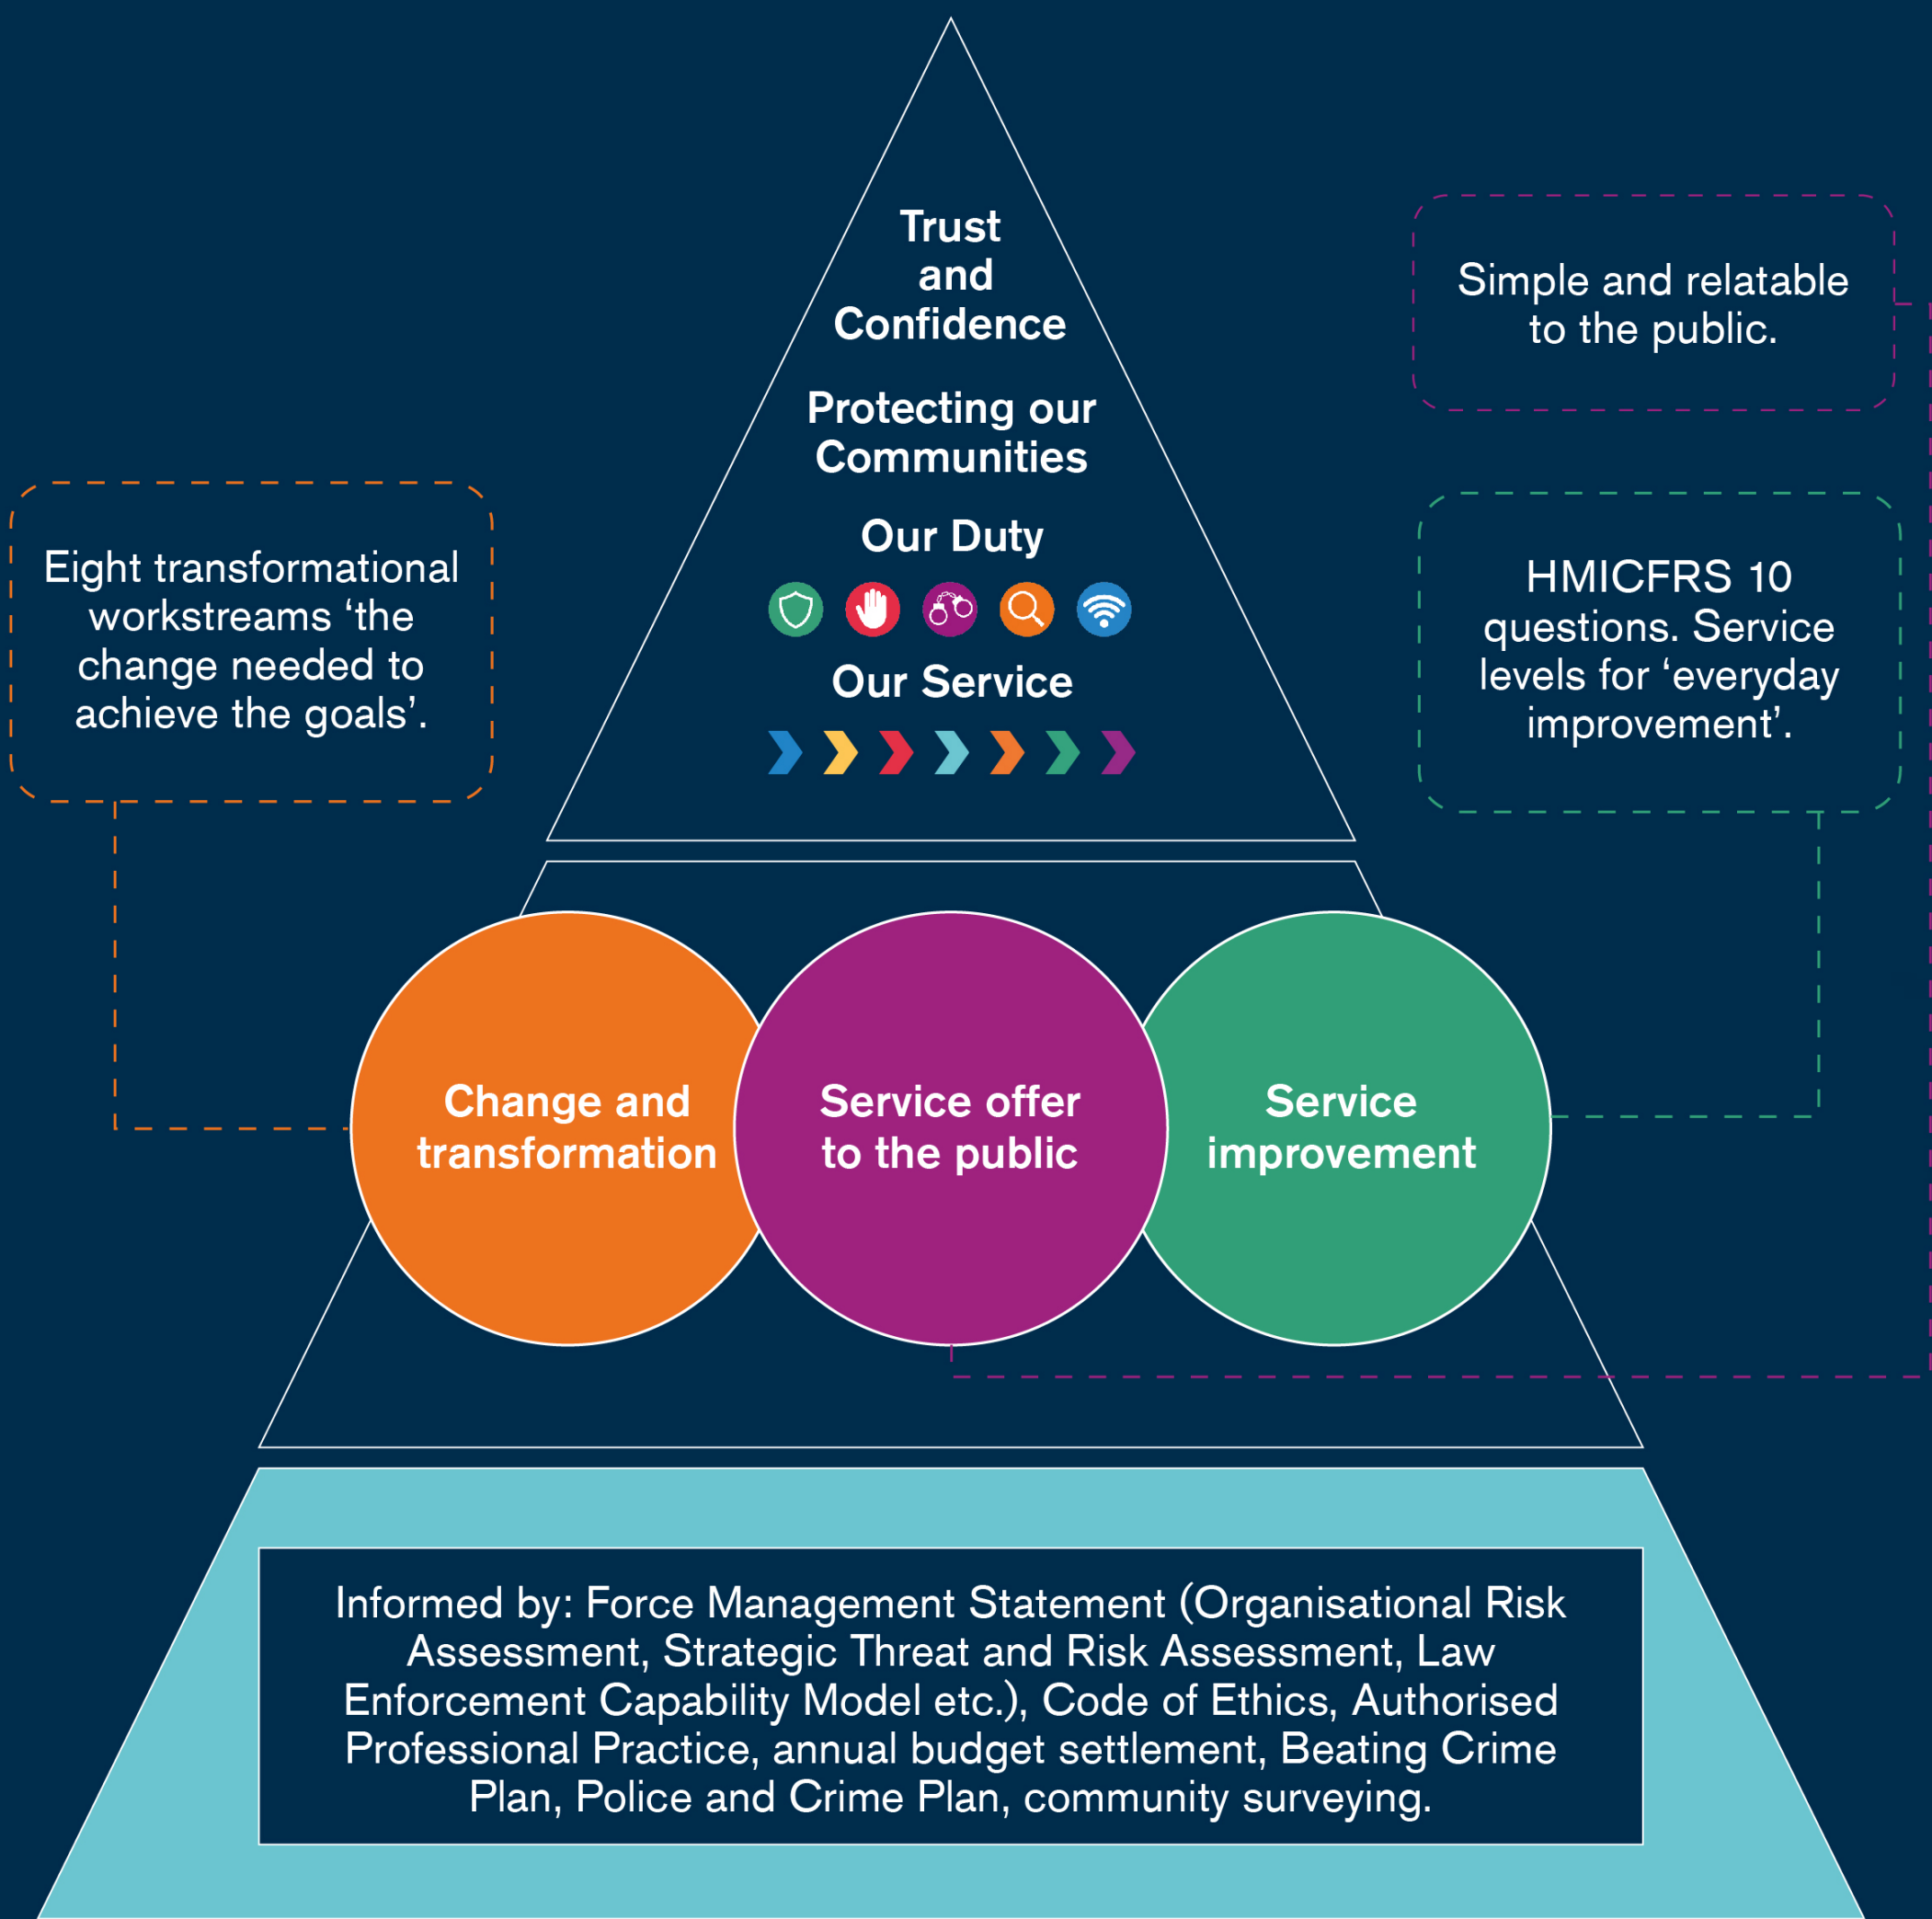 Trust
and
Confidence
Protecting our
Communities
Our Duty
Our Service
Simple and relatable
to the public.
Eight transformational
workstreams ‘the
change needed to
achieve the goals’.
HMICFRS 10
questions. Service
levels for ‘everyday
improvement’.
Change and
transformation
Service offer
to the public
Service
improvement
Informed by: Force Management Statement (Organisational Risk
Assessment, Strategic Threat and Risk Assessment, Law
Enforcement Capability Model etc.), Code of Ethics, Authorised
Professional Practice, annual budget settlement, Beating Crime
Plan, Police and Crime Plan, community surveying.